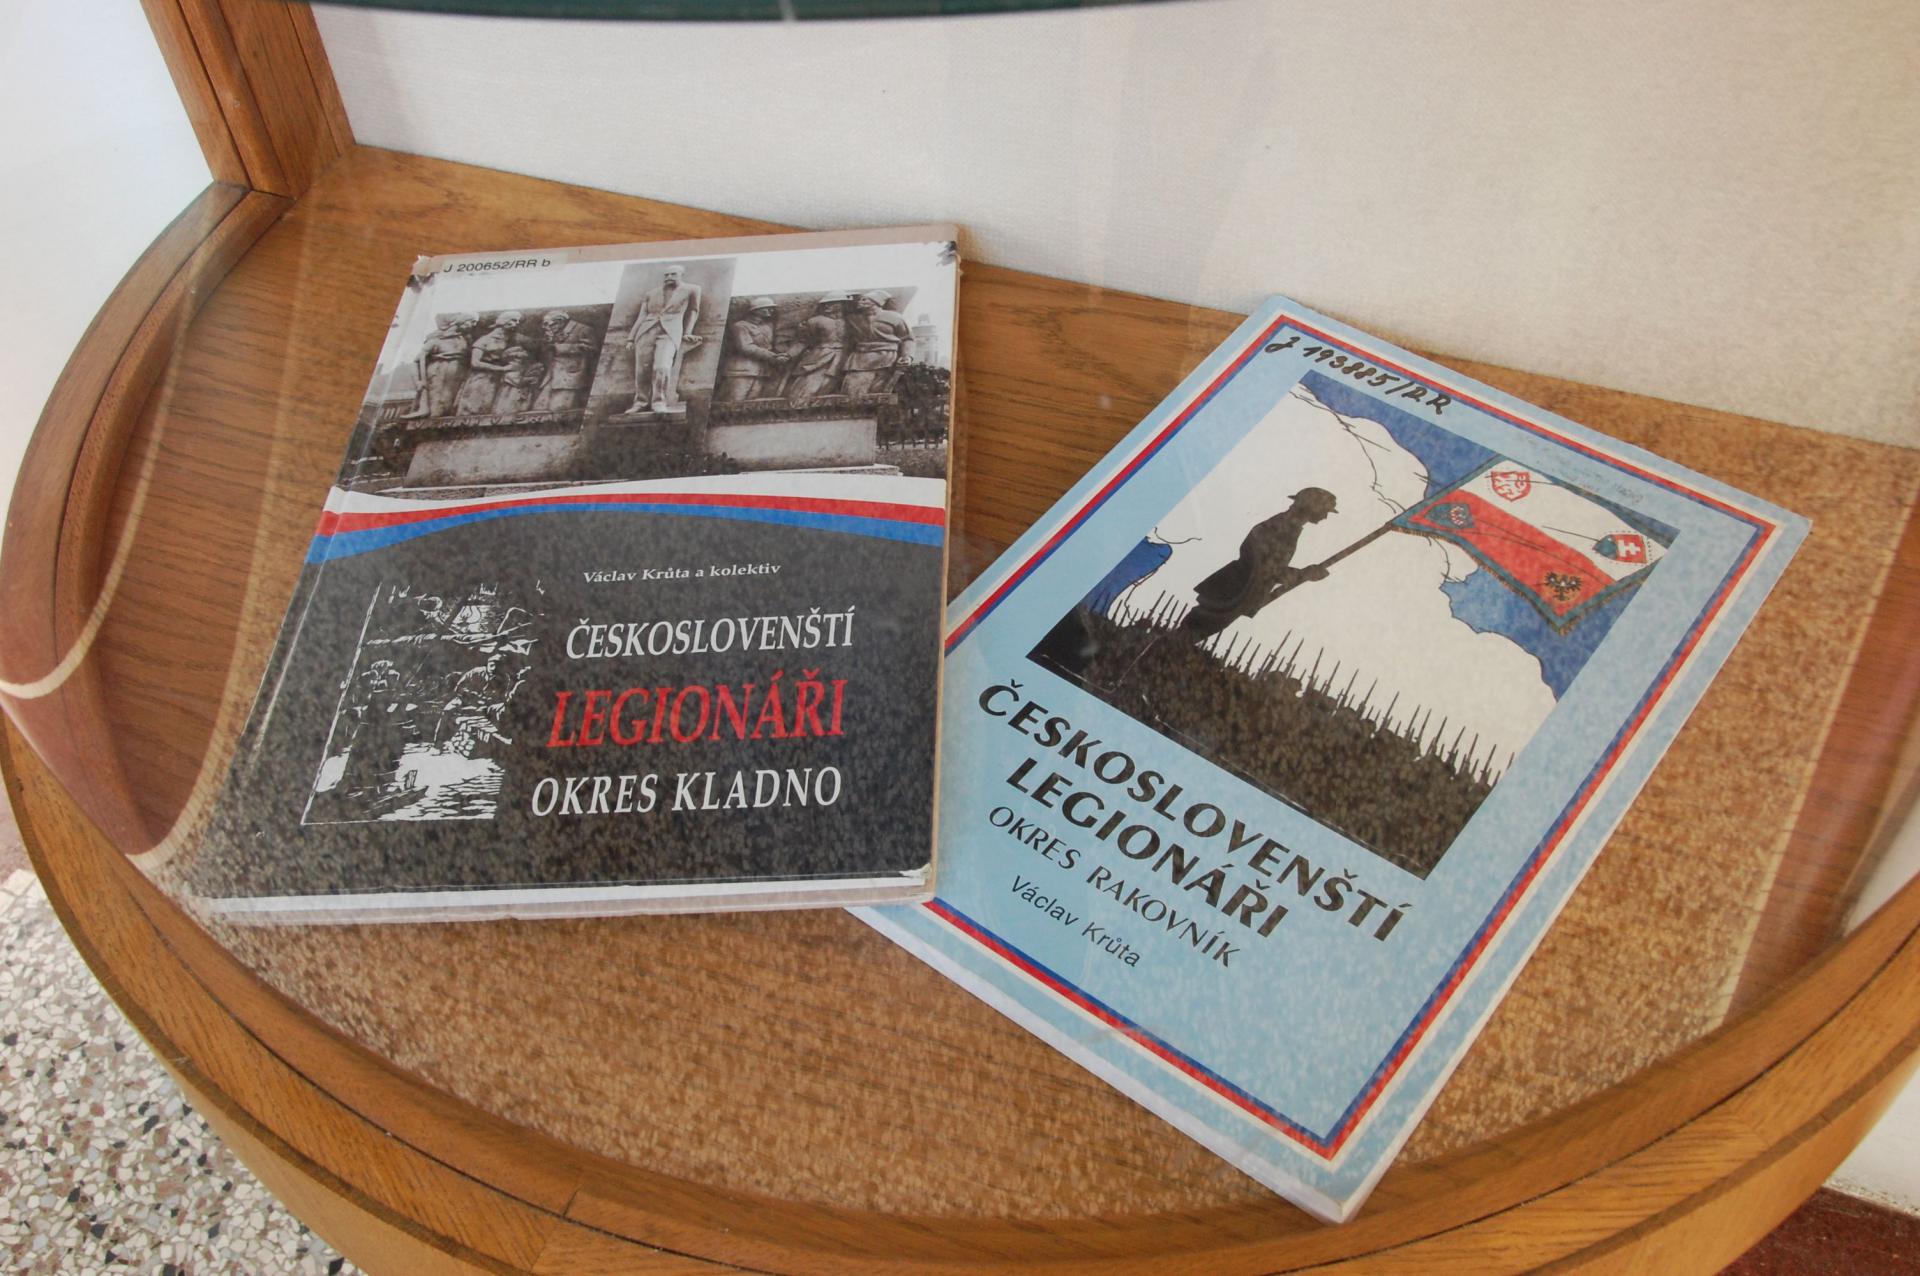 J 200652/RR b
Václav Krůta a kolektiv
ČESKOSLOVENŠTÍ
LEGIONÁŘI
OKRES KLADNO
J 193885/RR
ČESKOSLOVENŠTÍ
LEGIONÁŘI
OKRES RAKOVNÍK
Václav Krůta